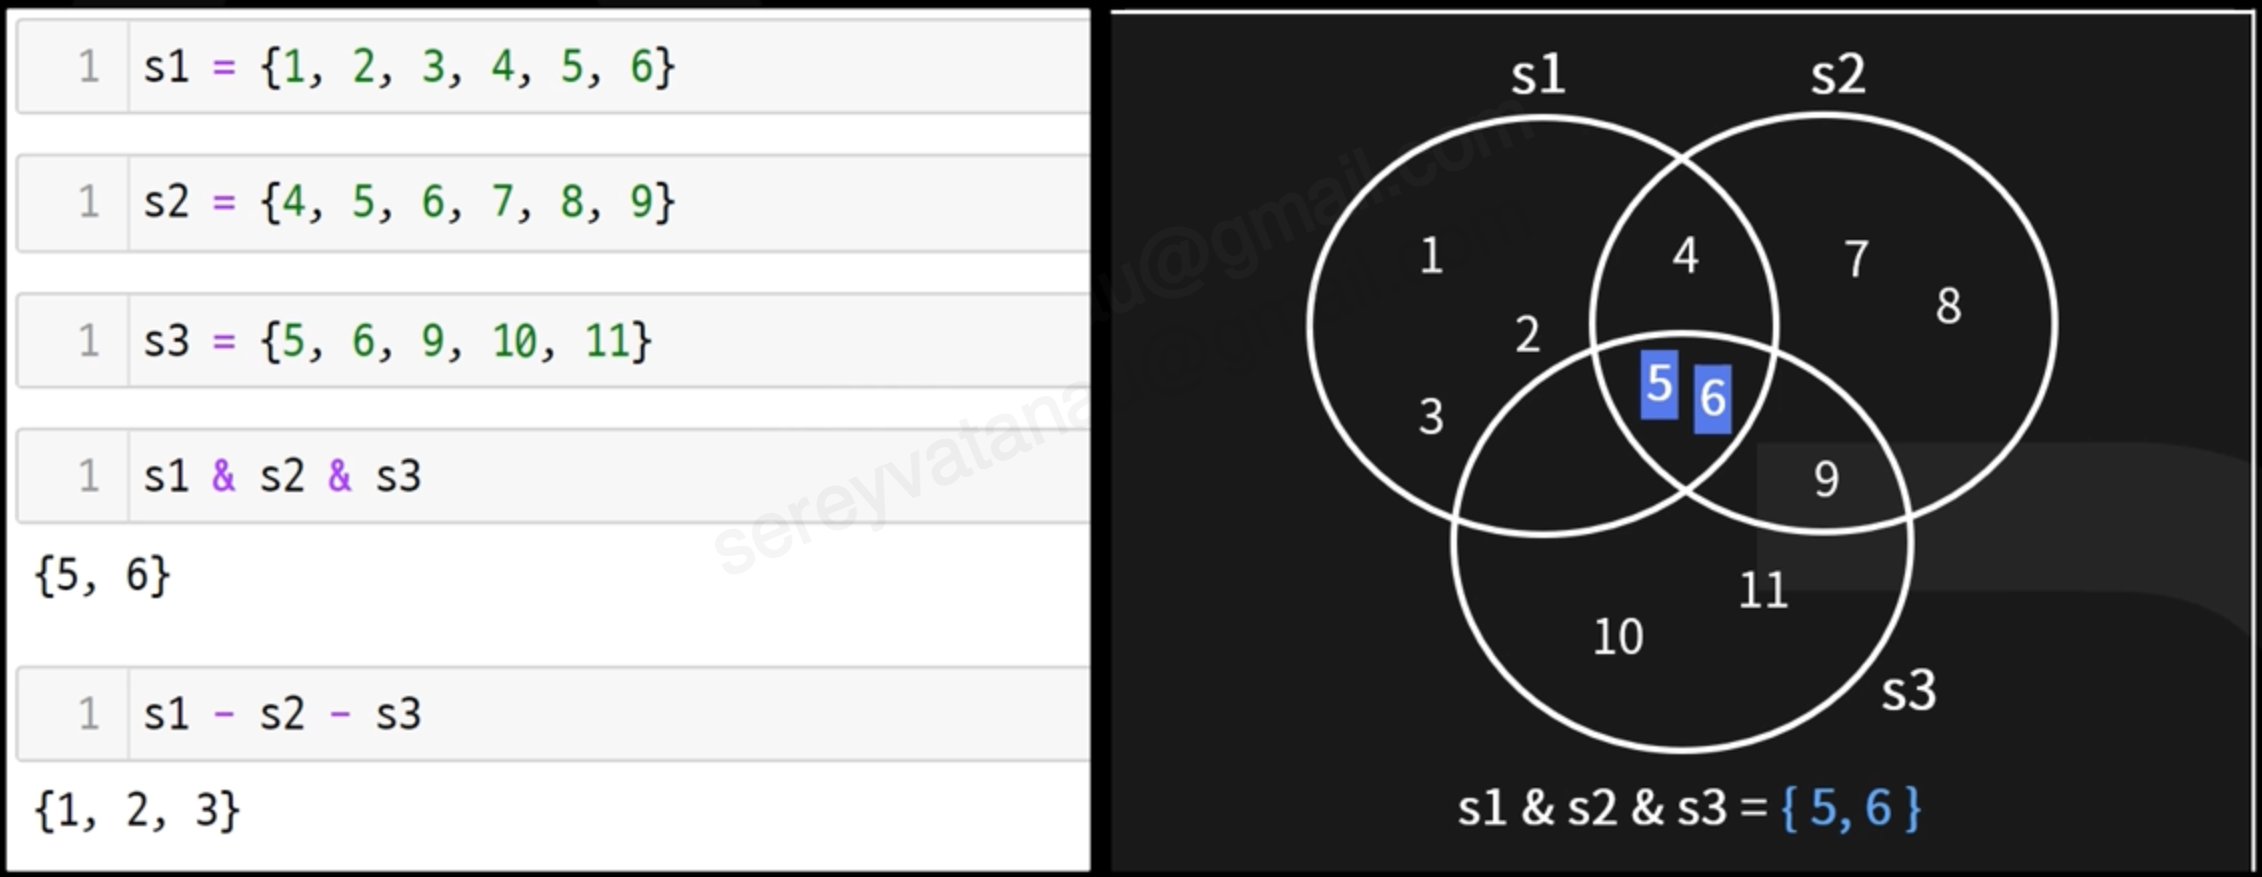 1 s1 = {1, 2, 3, 4, 5, 6}
1 s2 = {4, 5, 6, 7, 8, 9}
1 s3 = {5, 6, 9, 10, 11}
1 s1 & s2 & s3
{5, 6}
1 s1 - s2 - s3
{1, 2, 3}
s1 s2
1 4 7
8
2
5 6
3
9
11
10
s3
s1 & s2 & s3 = { 5, 6 }
sereyvatanau@gmail.com